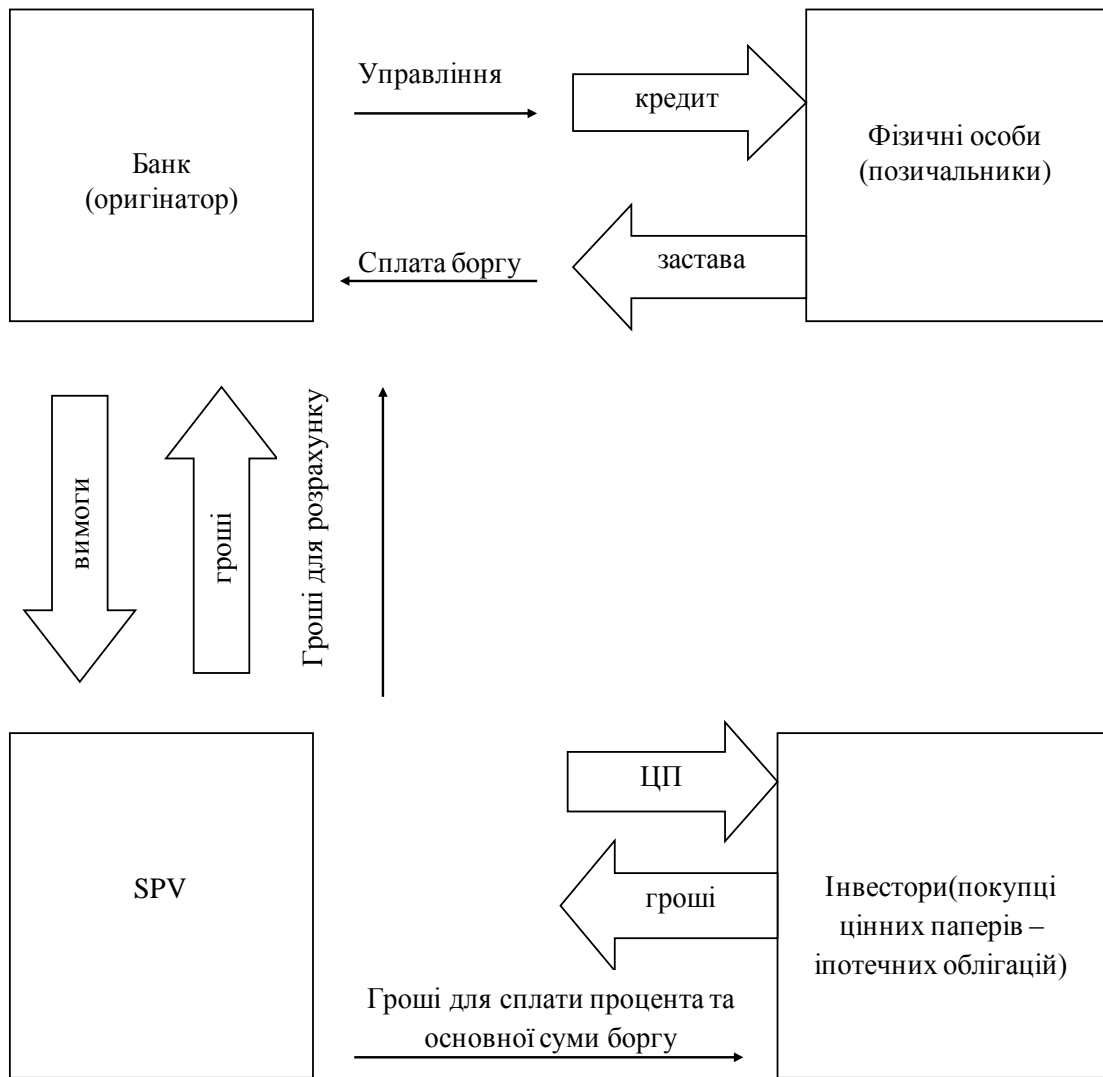 Управління
кредит
Банк
(оригінатор)
Фізичні особи
(позичальники)
Сплата боргу
застава
вимоги
гроші
Гроші для розрахунку
ЦП
SPV
гроші
Інвестори(покупці
цінних паперів –
іпотечних облігацій)
Гроші для сплати процента та
основної суми боргу